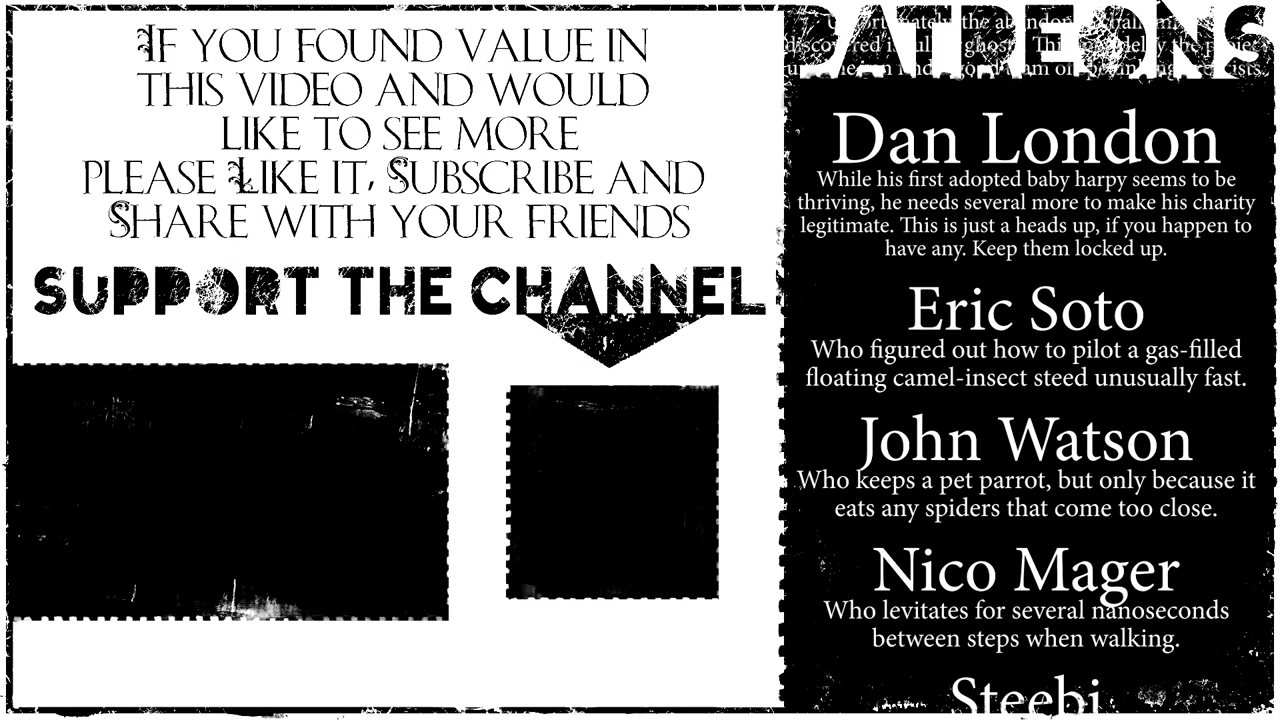 If you found value in
this video and would
like to see more
please Like it, Subscribe and
Share with your friends
SUPPORT THE CHANNEL
PATREONS
the
Dan London
While his first adopted baby harpy seems to be
thriving, he needs several more to make his charity
legitimate. This is just a heads up, if you happen to
have any. Keep them locked up.
Eric Soto
Who figured out how to pilot a gas-filled
floating camel-insect steed unusually fast.
John Watson
Who keeps a pet parrot, but only because it
eats any spiders that come too close.
Nico Mager
Who levitates for several nanoseconds
between steps when walking.
Steebi